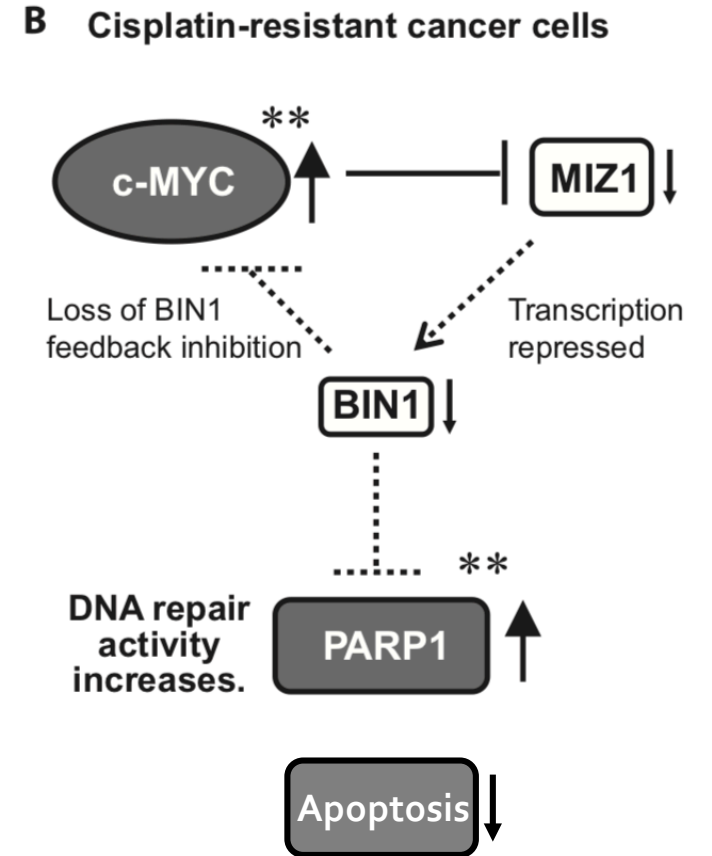 B Cisplatin-resistant cancer cells
**
c-MYC
MIZ1
Loss of BIN1
feedback inhibition
Transcription
repressed
BIN1
**
DNA repair
activity
increases.
PARP1
Apoptosis